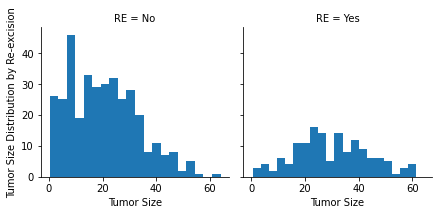 RE = No
RE = Yes
Tumor Size Distribution by Re-excision
40
30
20
10
0
0 20 40 60
0 20 40 60
Tumor Size
Tumor Size